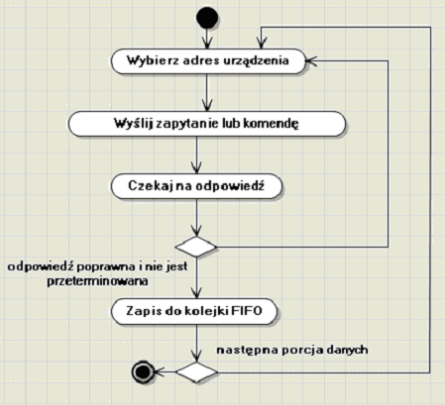 Wybierz adres urządzenia
Wyślij zapytanie lub komendę
Czekaj na odpowiedź
odpowiedź poprawna i nie jest
przeterminowana
Zapis do kolejki FIFO
następna porcja danych